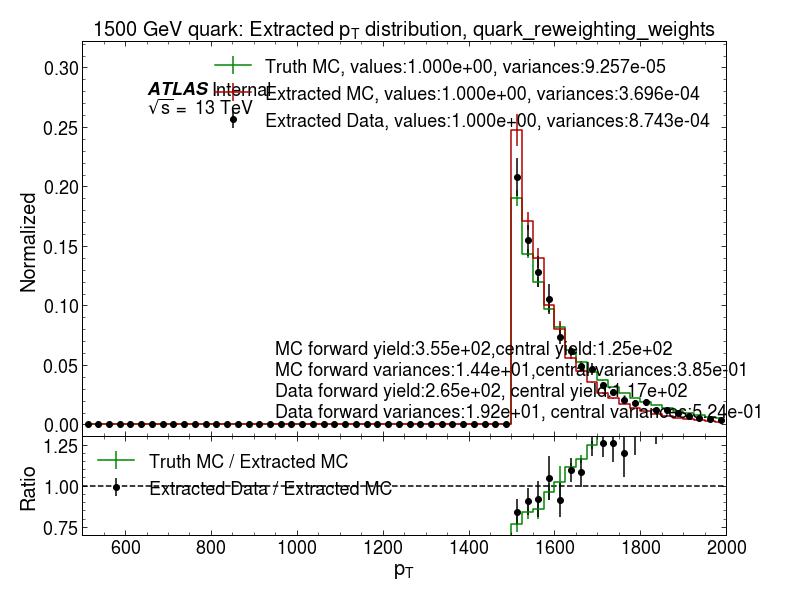 1500 GeV quark: Extracted pT distribution, quark_reweighting_weights
Truth MC, values:1.000e+00, variances:9.257e-05
ATLAS Internal
Extracted MC, values:1.000e+00, variances:3.696e-04
√s = 13 TeV
Extracted Data, values:1.000e+00, variances:8.743e-04
0.30
0.25
0.20
0.15
0.10
0.05
0.00
Normalized
MC forward yield:3.55e+02,central yield:1.25e+02
MC forward variances:1.44e+01,central variances:3.85e-01
Data forward yield:2.65e+02, central yield:1.17e+02
Data forward variances:1.92e+01, central variances:5.24e-01
1.25
1.00
0.75
Ratio
Truth MC / Extracted MC
Extracted Data / Extracted MC
600 800 1000 1200 1400 1600 1800 2000
pT